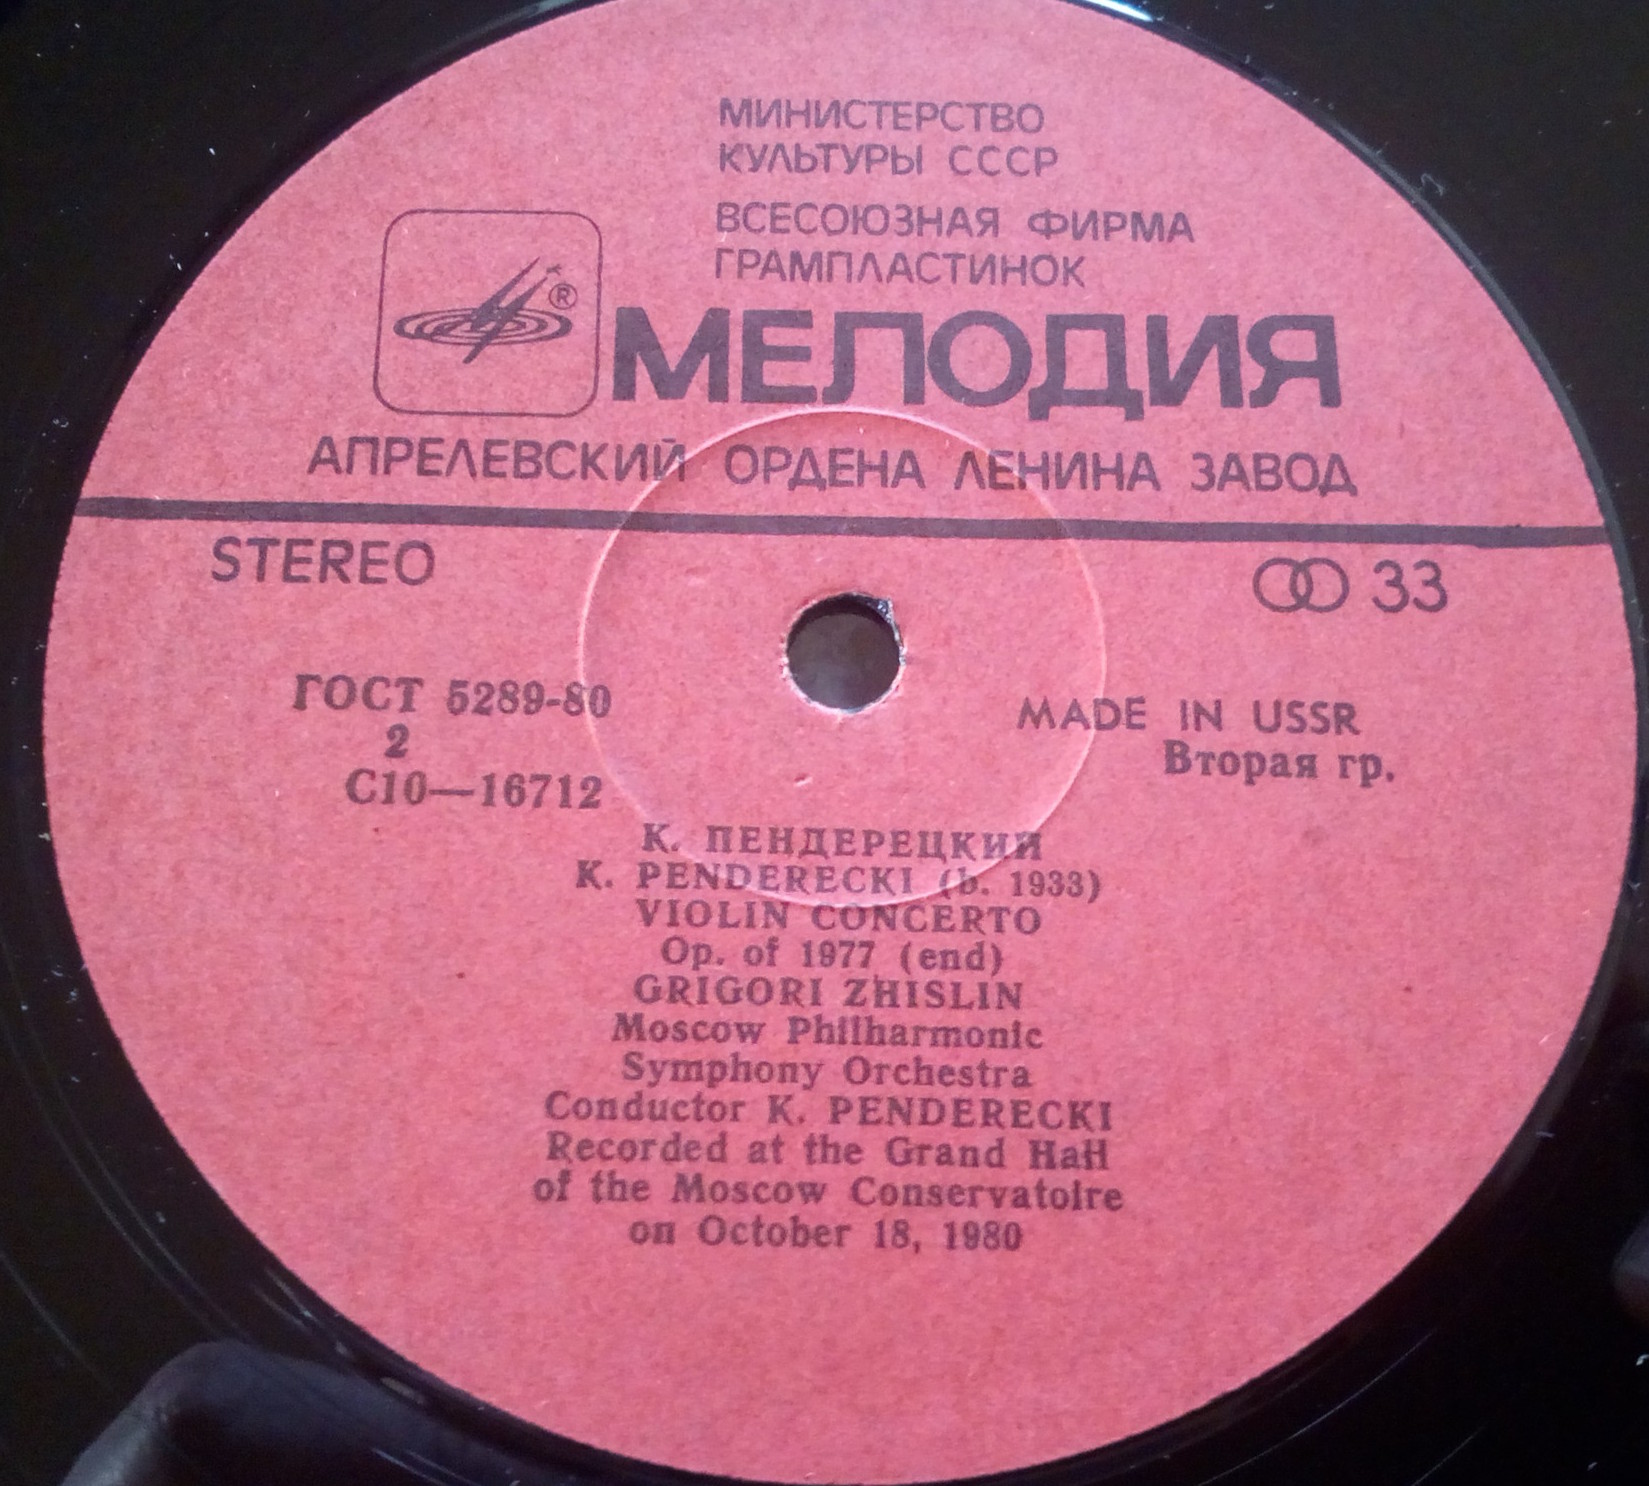 МИНИСТЕРСТВО
КУЛЬТУРЫ СССР
ВСЕСОЮЗНАЯ ФИРМА
ГРАМПЛАСТИНОК
®
МЕЛОДИЯ
АПРЕЛЕВСКИЙ ОРДЕНА ЛЕНИНА ЗАВОД
STEREO
33
ГОСТ 5289-80
2
С10—16712
MADE IN USSR
Вторая гр.
К. ПЕНДЕРЕЦКИЙ
K. PENDERECKI (b. 1933)
VIOLIN CONCERTO
Op. of 1977 (end)
GRIGORI ZHISLIN
Moscow Philharmonic
Symphony Orchestra
Conductor K. PENDERECKI
Recorded at the Grand Hall
of the Moscow Conservatoire
on October 18, 1980